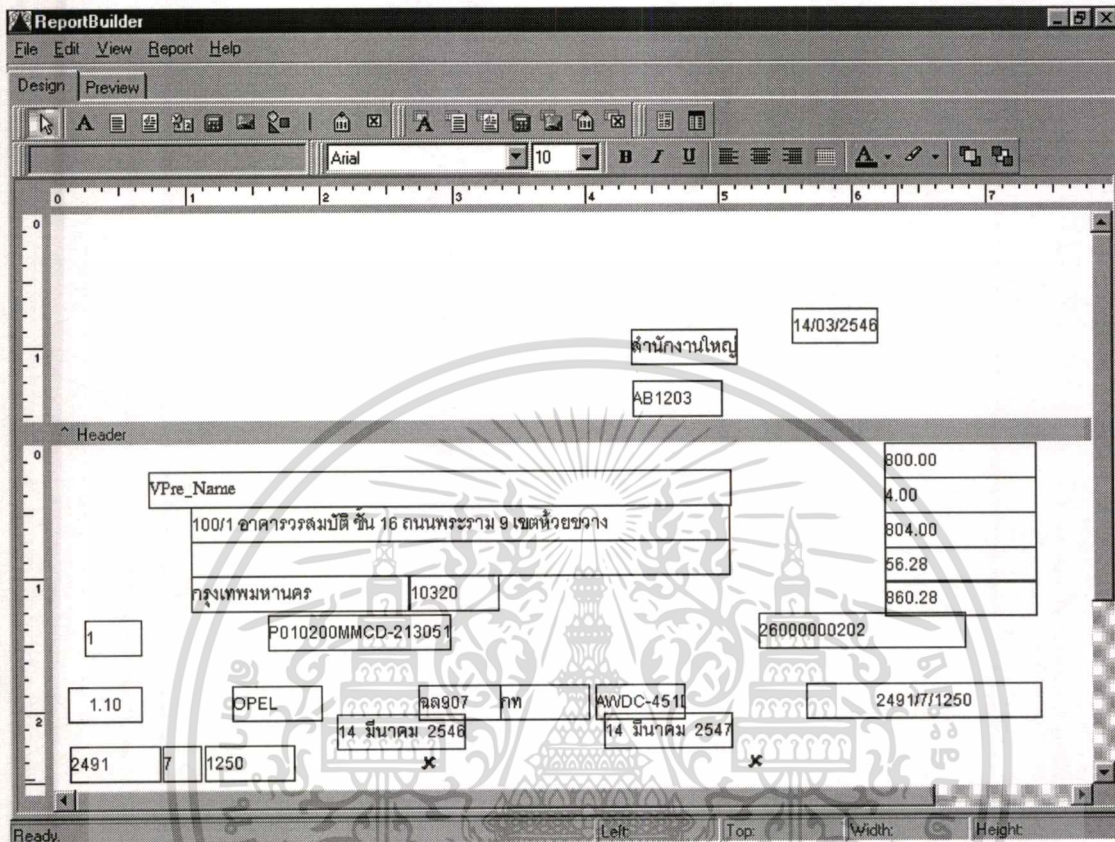 ReportBuilder
File Edit View Report Help
Design Preview
Arial 10 B I U A
0 1 2 3 4 5 6 7
0
14/03/2546
สำนักงานใหญ่
1
AB1203
^ Header
0
800.00
VPre_Name
4.00
100/1 อาคารวรสมบัติ ชั้น 16 ถนนพระราม 9 เขตห้วยขวาง
804.00
56.28
1
กรุงเทพมหานคร 10320
860.28
1 P010200MMCD-213051 26000000202
1.10 OPEL ฉล907 กท AWDC-451 2491/7/1250
2
14 มีนาคม 2546 14 มีนาคม 2547
2491 7 1250
Ready. Left: Top: Width: Height: